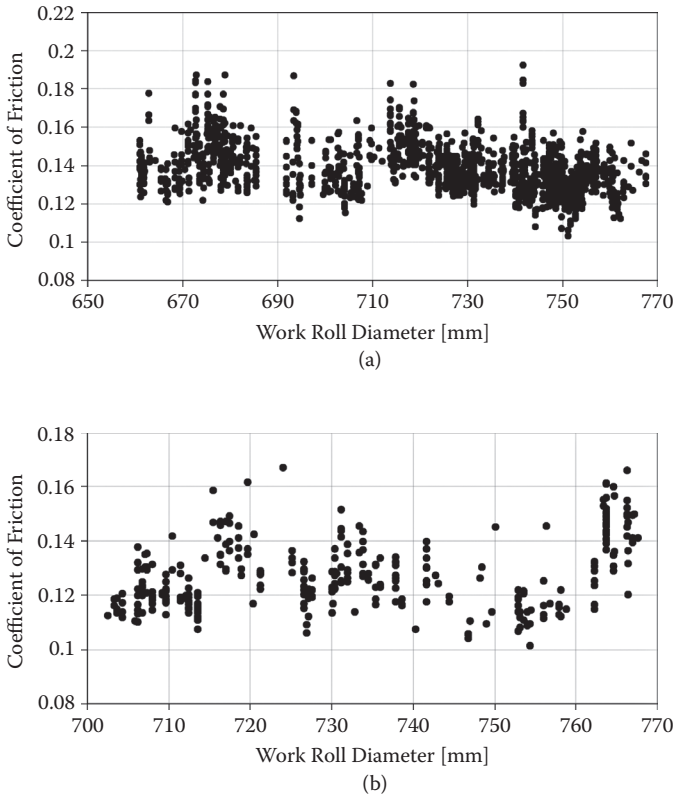 0.22
0.2
0.18
0.16
0.14
0.12
0.1
0.08
Coefficient of Friction
650 670 690 710 730 750 770
Work Roll Diameter [mm]
(a)
0.18
0.16
0.14
0.12
0.1
0.08
Coefficient of Friction
700 710 720 730 740 750 760 770
Work Roll Diameter [mm]
(b)